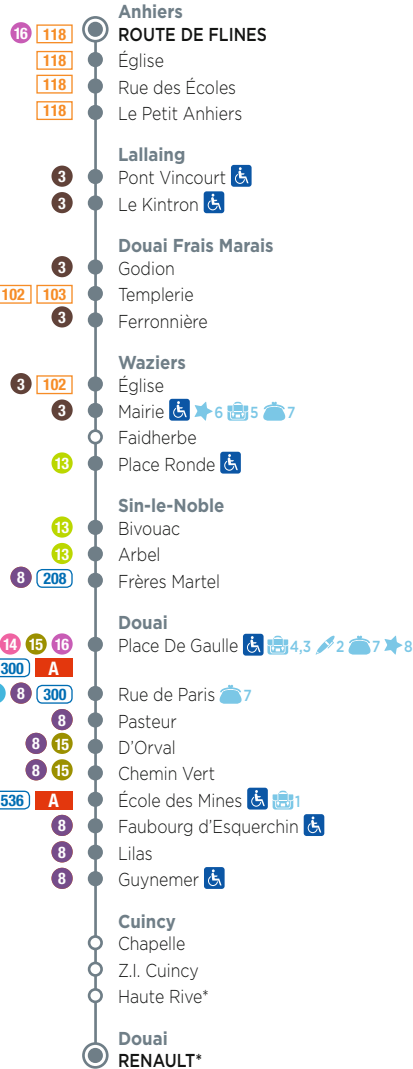 Anhiers
16 118 ROUTE DE FLINES
118 Église
118 Rue des Écoles
118 Le Petit Anhiers
Lallaing
3 Pont Vincourt
3 Le Kintron
Douai Frais Marais
3 Godion
102 103 Templerie
3 Ferronnière
Waziers
3 102 Église
3 Mairie 6 5 7
Faidherbe
13 Place Ronde
Sin-le-Noble
13 Bivouac
13 Arbel
8 208 Frères Martel
Douai
14 15 16 Place De Gaulle 4,3 2 7 8
300 A
8 300 Rue de Paris 7
8 Pasteur
8 15 D'Orval
8 15 Chemin Vert
536 A École des Mines 1
8 Faubourg d'Esquerchin
8 Lilas
8 Guynemer
Cuincy
Chapelle
Z.I. Cuincy
Haute Rive*
Douai
RENAULT*